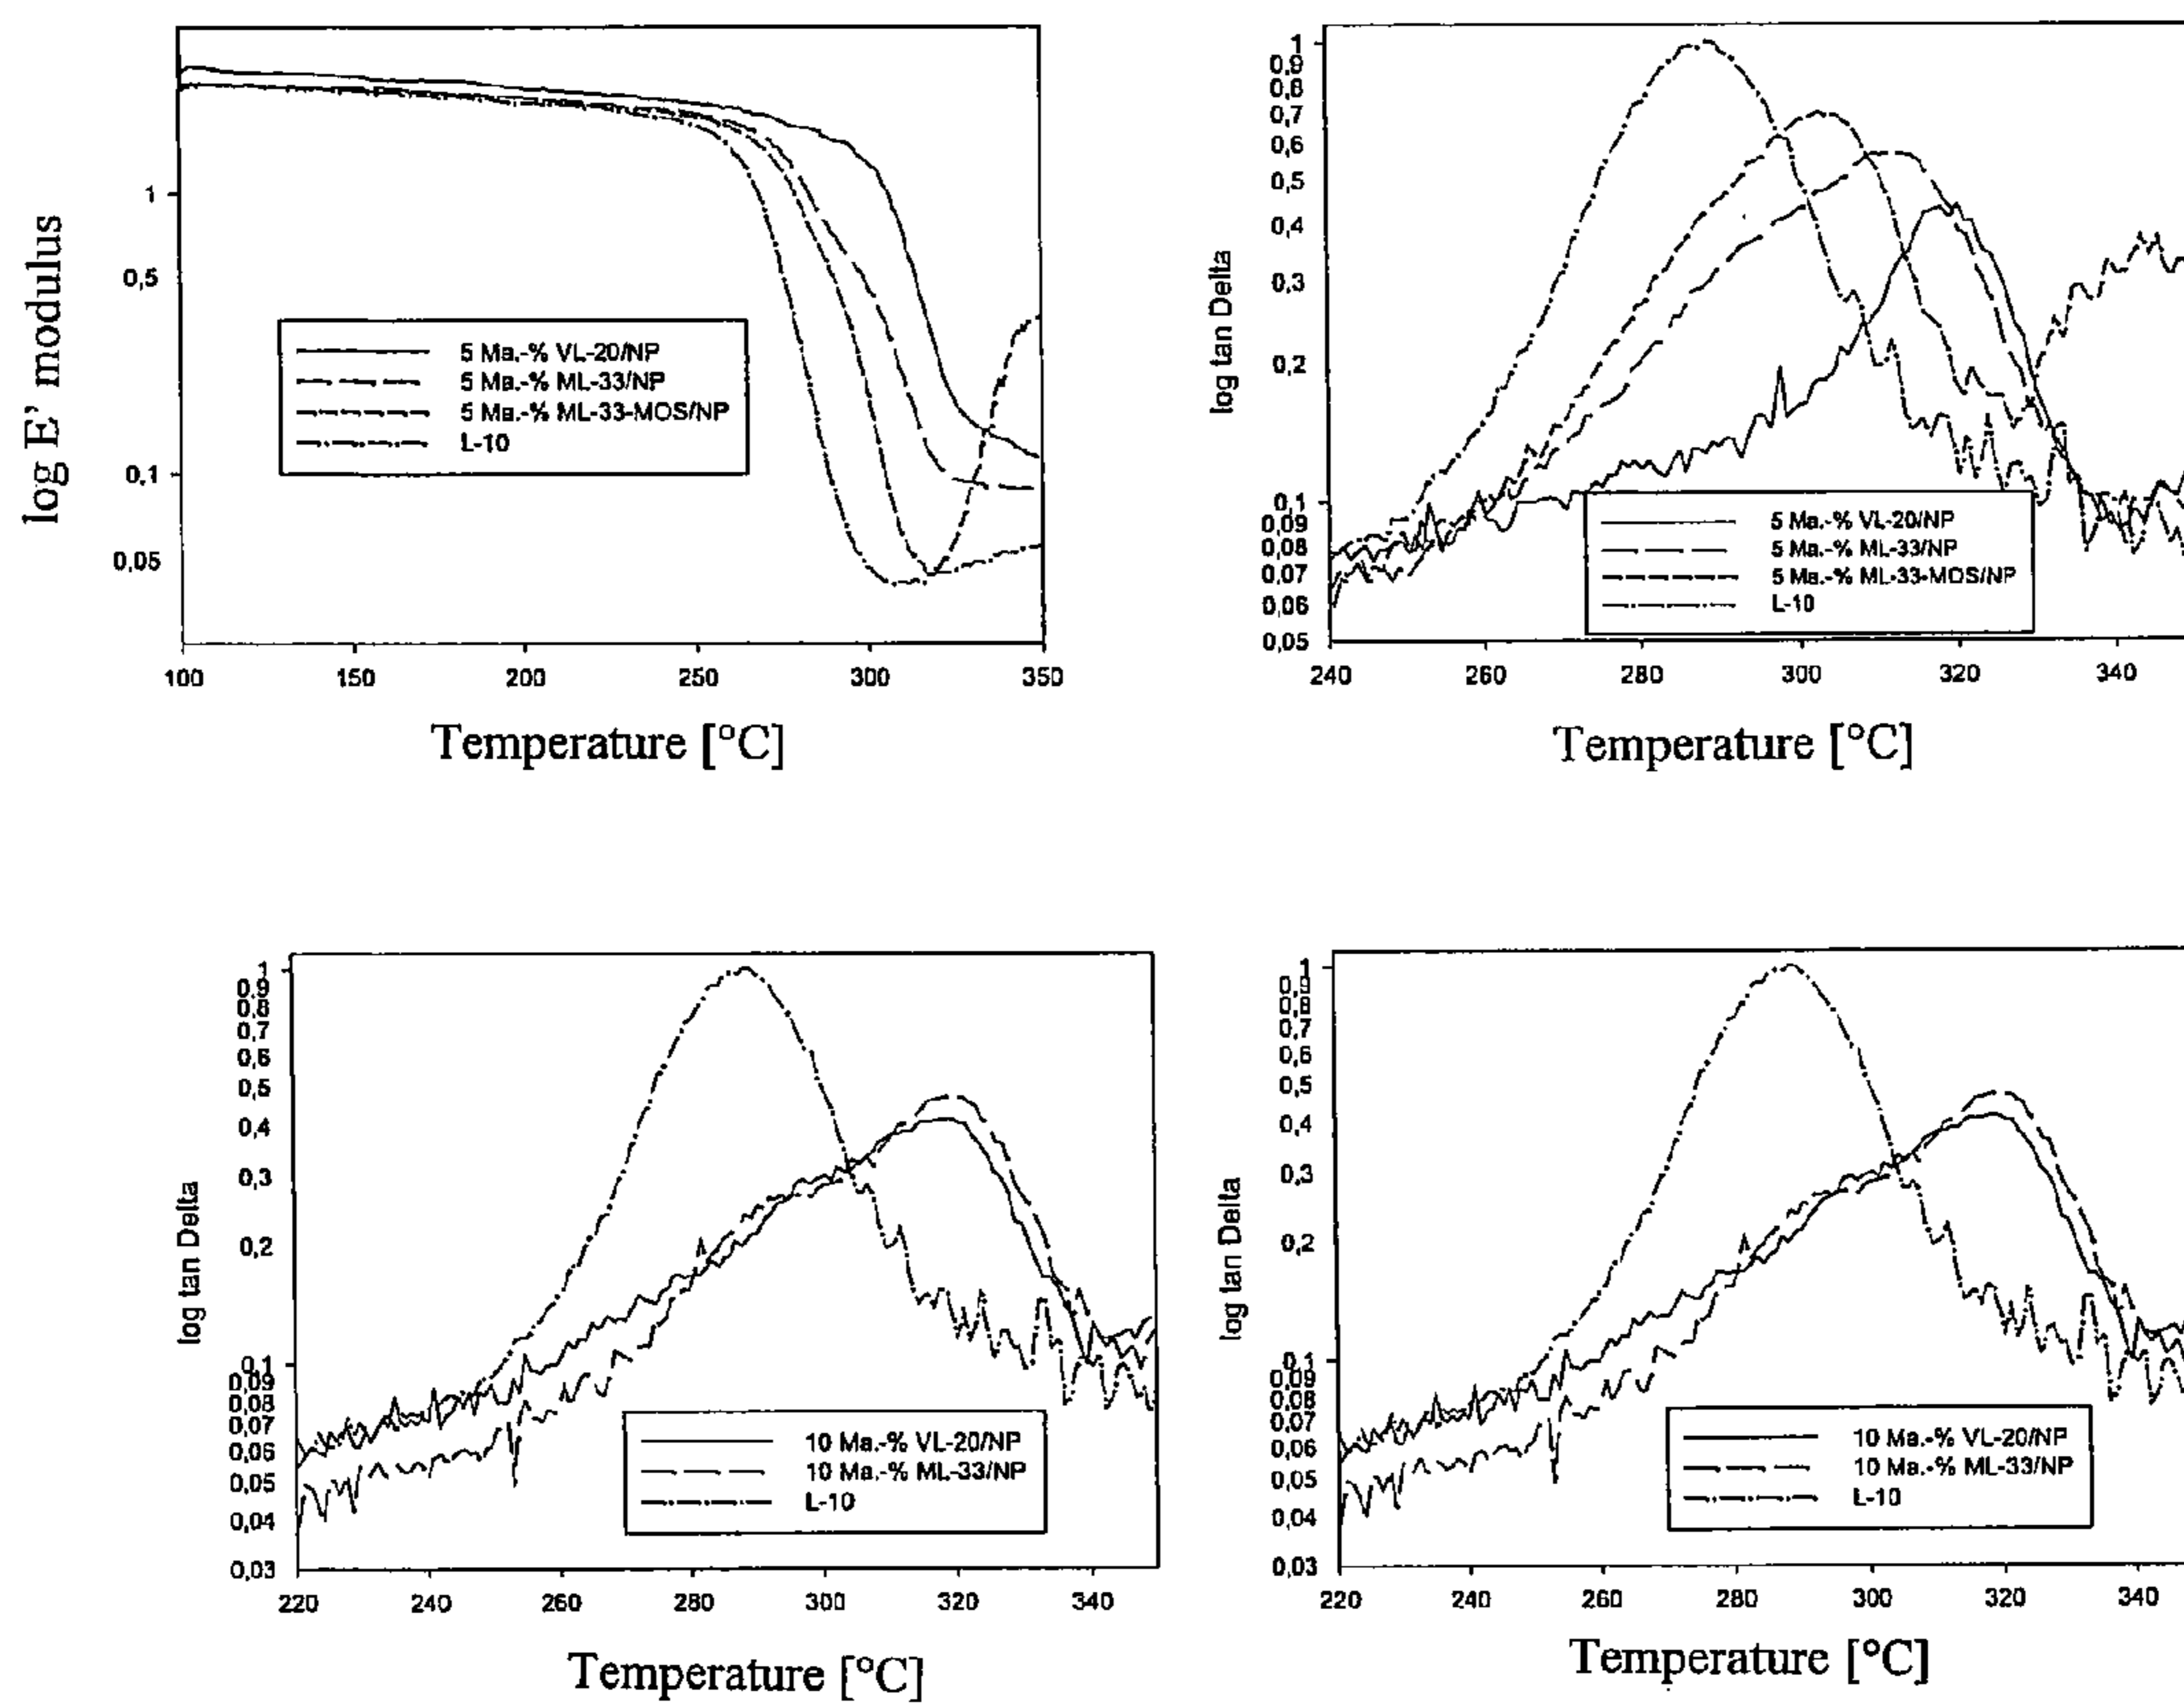 log E' modulus
1
0,5
0,1
0,05
5 Ma.-% VL-20/NP
5 Ma.-% ML-33/NP
5 Ma.-% ML-33-MOS/NP
L-10
100 150 200 250 300 350
Temperature [°C]
log tan Delta
1
0,9
0,8
0,7
0,6
0,5
0,4
0,3
0,2
0,1
0,09
0,08
0,07
0,06
0,05
5 Ma.-% VL-20/NP
5 Ma.-% ML-33/NP
5 Ma.-% ML-33-MOS/NP
L-10
240 260 280 300 320 340
Temperature [°C]
log tan Delta
1
0,9
0,8
0,7
0,6
0,5
0,4
0,3
0,2
0,1
0,09
0,08
0,07
0,06
0,05
0,04
0,03
10 Ma.-% VL-20/NP
10 Ma.-% ML-33/NP
L-10
220 240 260 280 300 320 340
Temperature [°C]
log tan Delta
1
0,9
0,8
0,7
0,6
0,5
0,4
0,3
0,2
0,1
0,09
0,08
0,07
0,06
0,05
0,04
0,03
10 Ma.-% VL-20/NP
10 Ma.-% ML-33/NP
L-10
220 240 260 280 300 320 340
Temperature [°C]